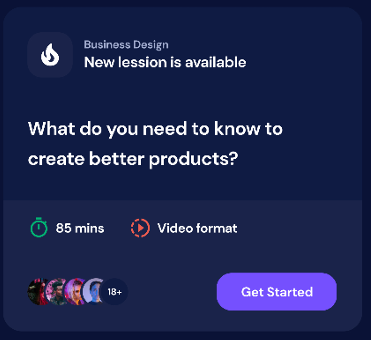 Business Design
New lession is available
What do you need to know to
create better products?
85 mins
Video format
18+
Get Started